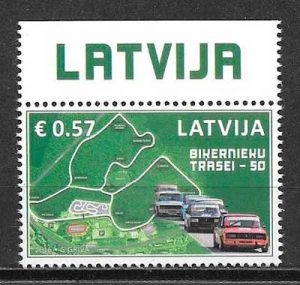 LATVIJA
€ 0.57 LATVIJA
BIĶERNIEKU
TRASEI - 50